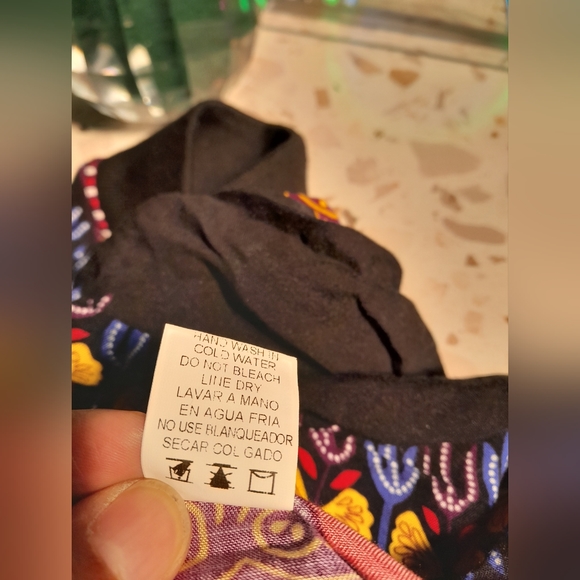 HAND WASH IN
COLD WATER
DO NOT BLEACH
LINE DRY
LAVAR A MANO
EN AGUA FRIA
NO USE BLANQUEADOR
SECAR COLGADO